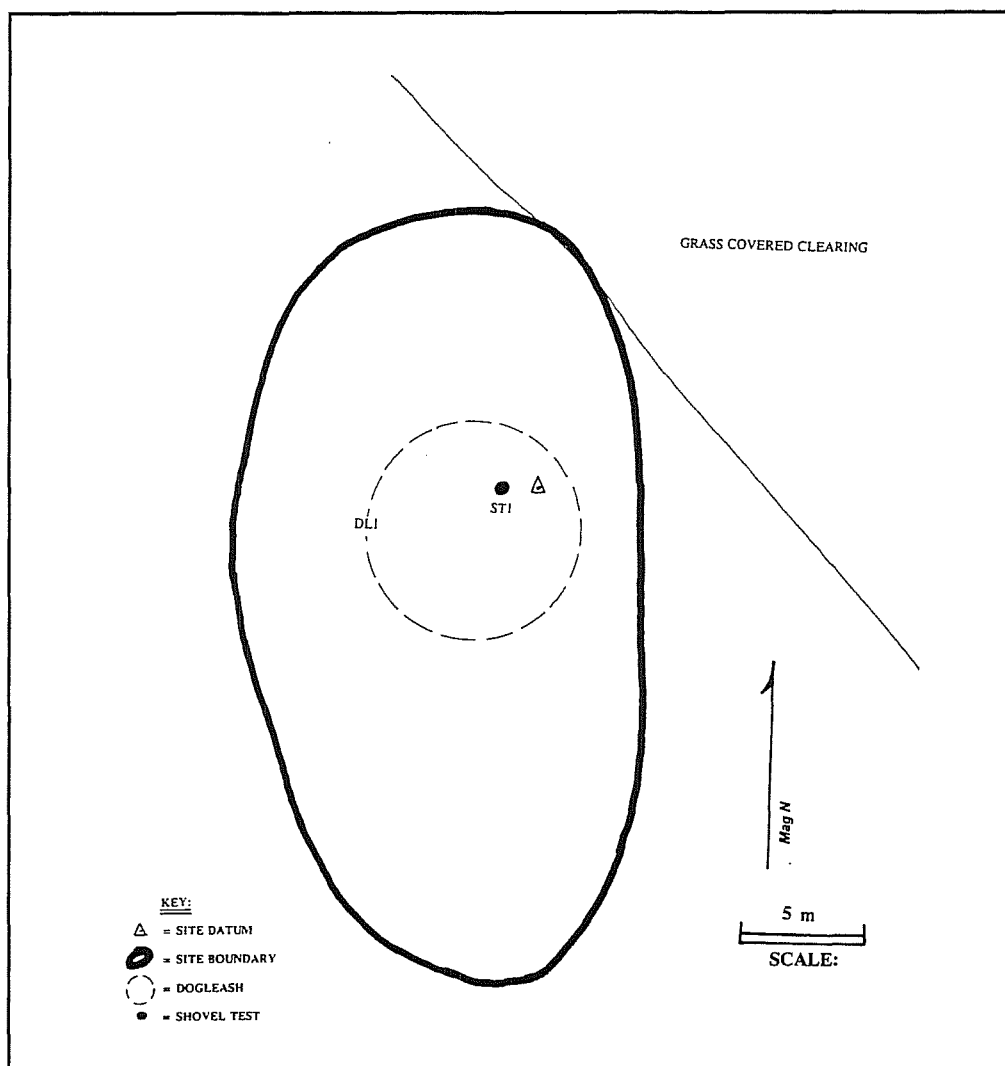 GRASS COVERED CLEARING
ST1
DL1
Mag N
5 m
SCALE:
KEY:
= SITE DATUM
= SITE BOUNDARY
= DOGLEASH
= SHOVEL TEST